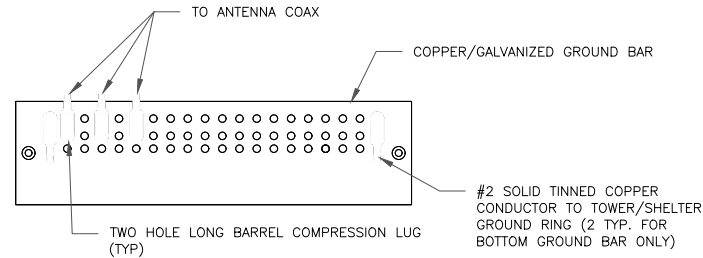 TO ANTENNA COAX
COPPER/GALVANIZED GROUND BAR
#2 SOLID TINNED COPPER
CONDUCTOR TO TOWER/SHELTER
GROUND RING (2 TYP. FOR
BOTTOM GROUND BAR ONLY)
TWO HOLE LONG BARREL COMPRESSION LUG
(TYP)